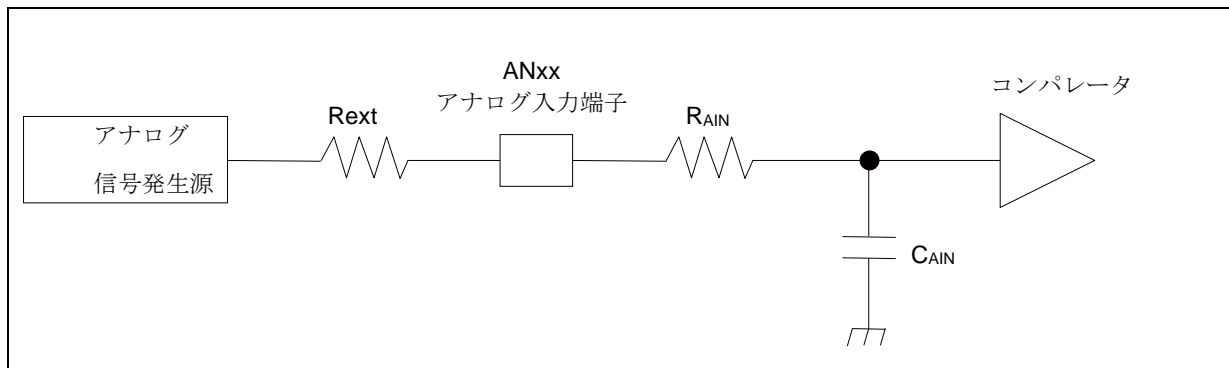 ANxx
アナログ入力端子
コンパレータ
Rext
RAIN
アナログ
信号発生源
CAIN